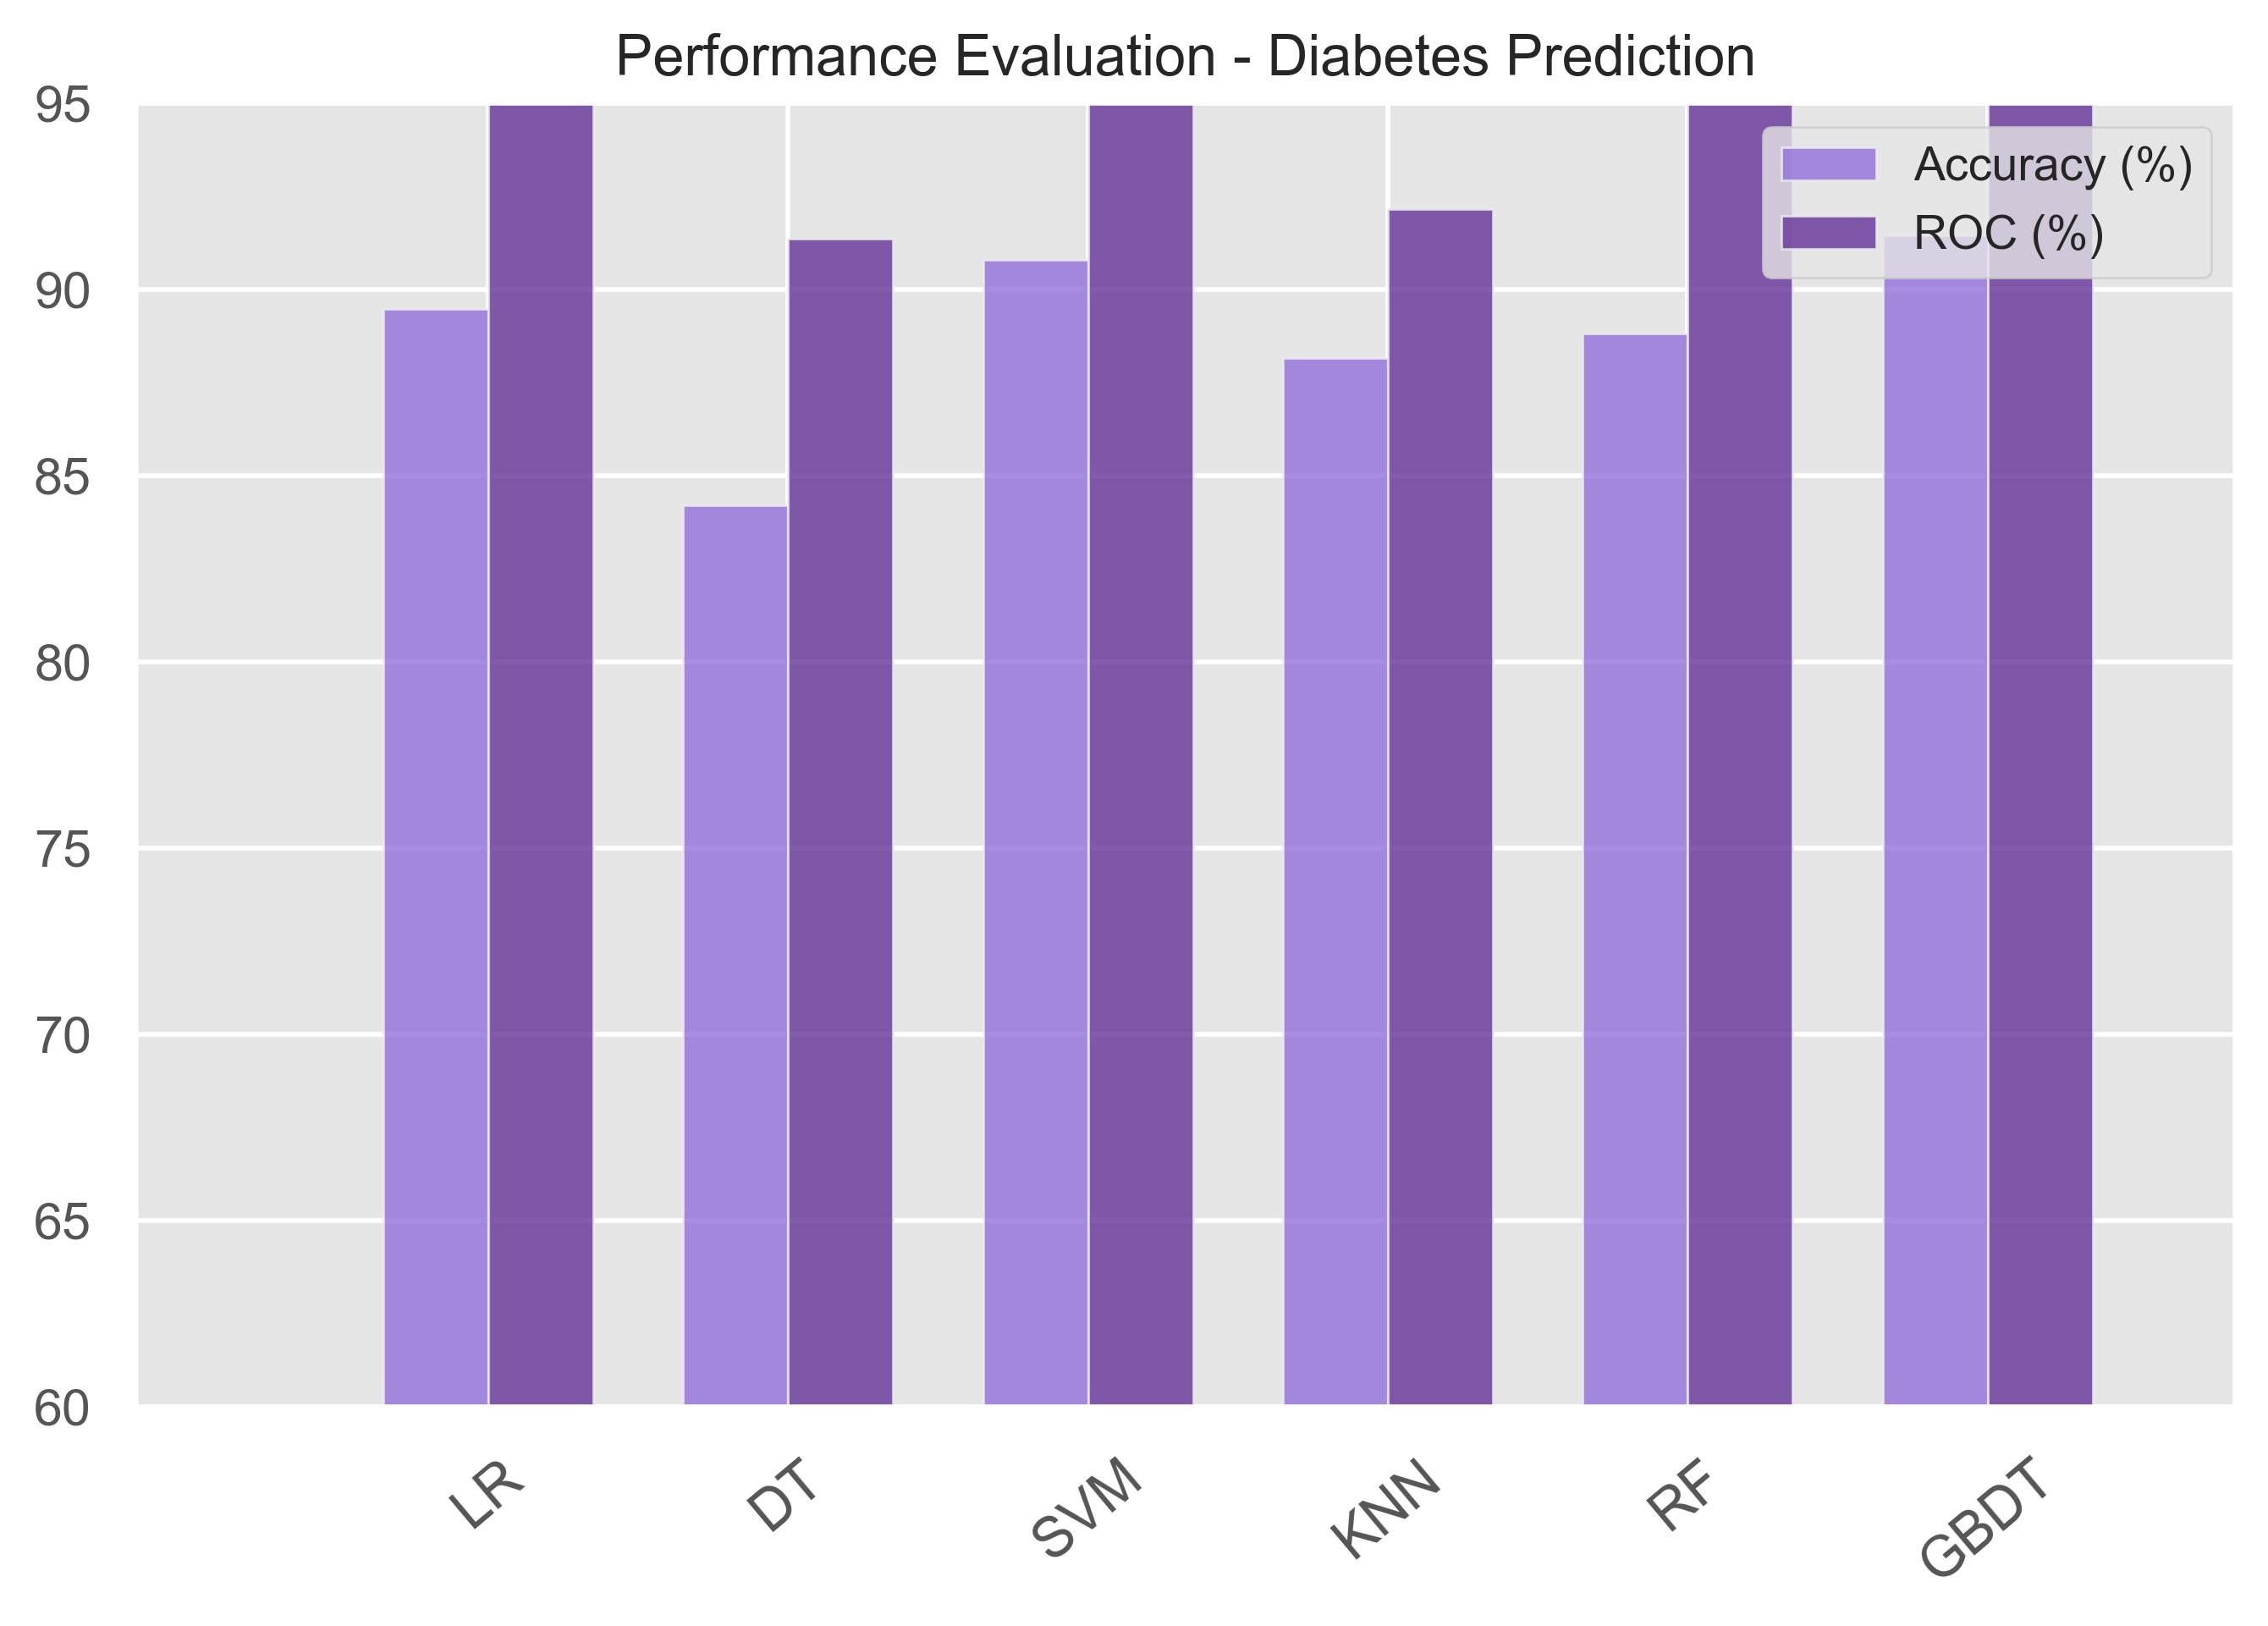 Performance Evaluation - Diabetes Prediction
95
90
85
80
75
70
65
60
Accuracy (%)
ROC (%)
LR
DT
SVM
KNN
RF
GBDT